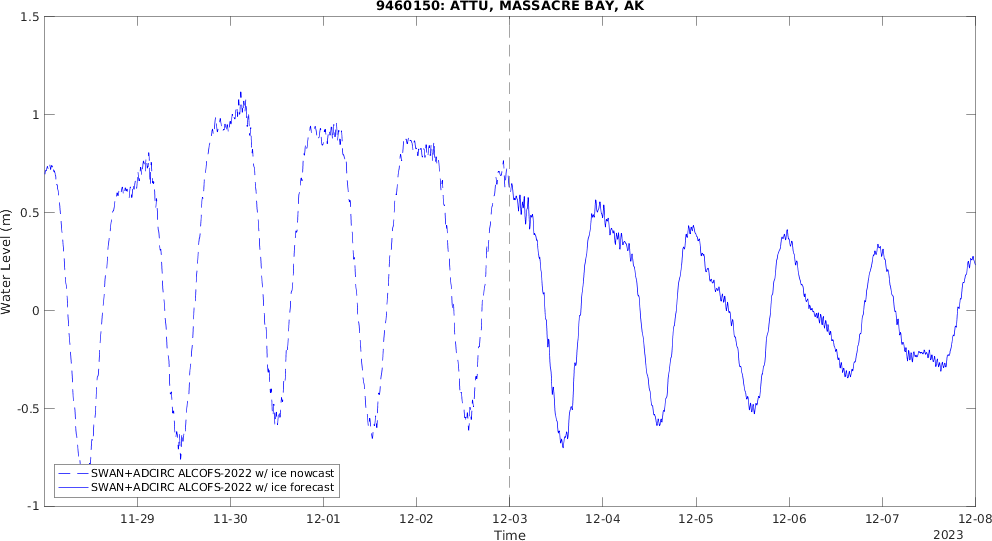 9460150: ATTU, MASSACRE BAY, AK
1.5
1
0.5
0
-0.5
-1
Water Level (m)
SWAN+ADCIRC ALCOFS-2022 w/ ice nowcast
SWAN+ADCIRC ALCOFS-2022 w/ ice forecast
11-29 11-30 12-01 12-02 12-03 12-04 12-05 12-06 12-07 12-08
Time
2023